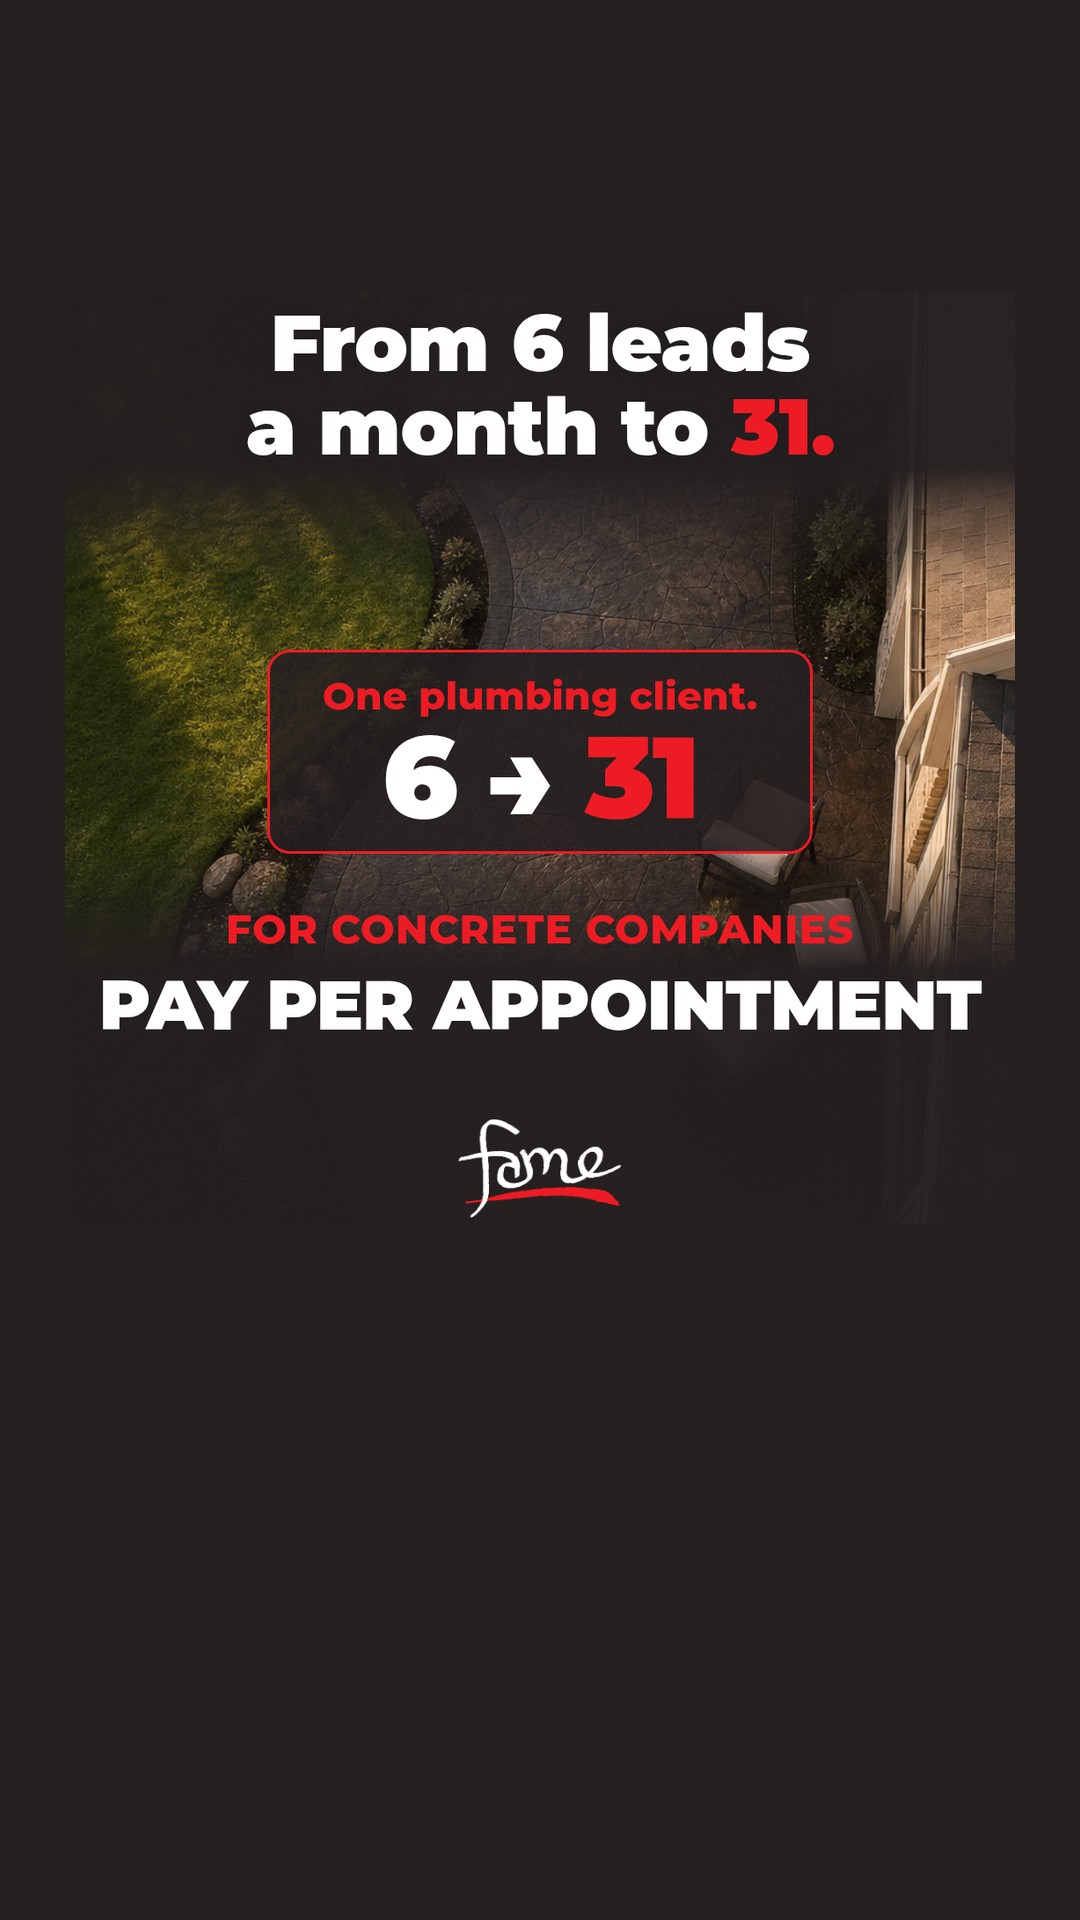 From 6 leads
a month to 31.
One plumbing client.
6 → 31
FOR CONCRETE COMPANIES
PAY PER APPOINTMENT
fame